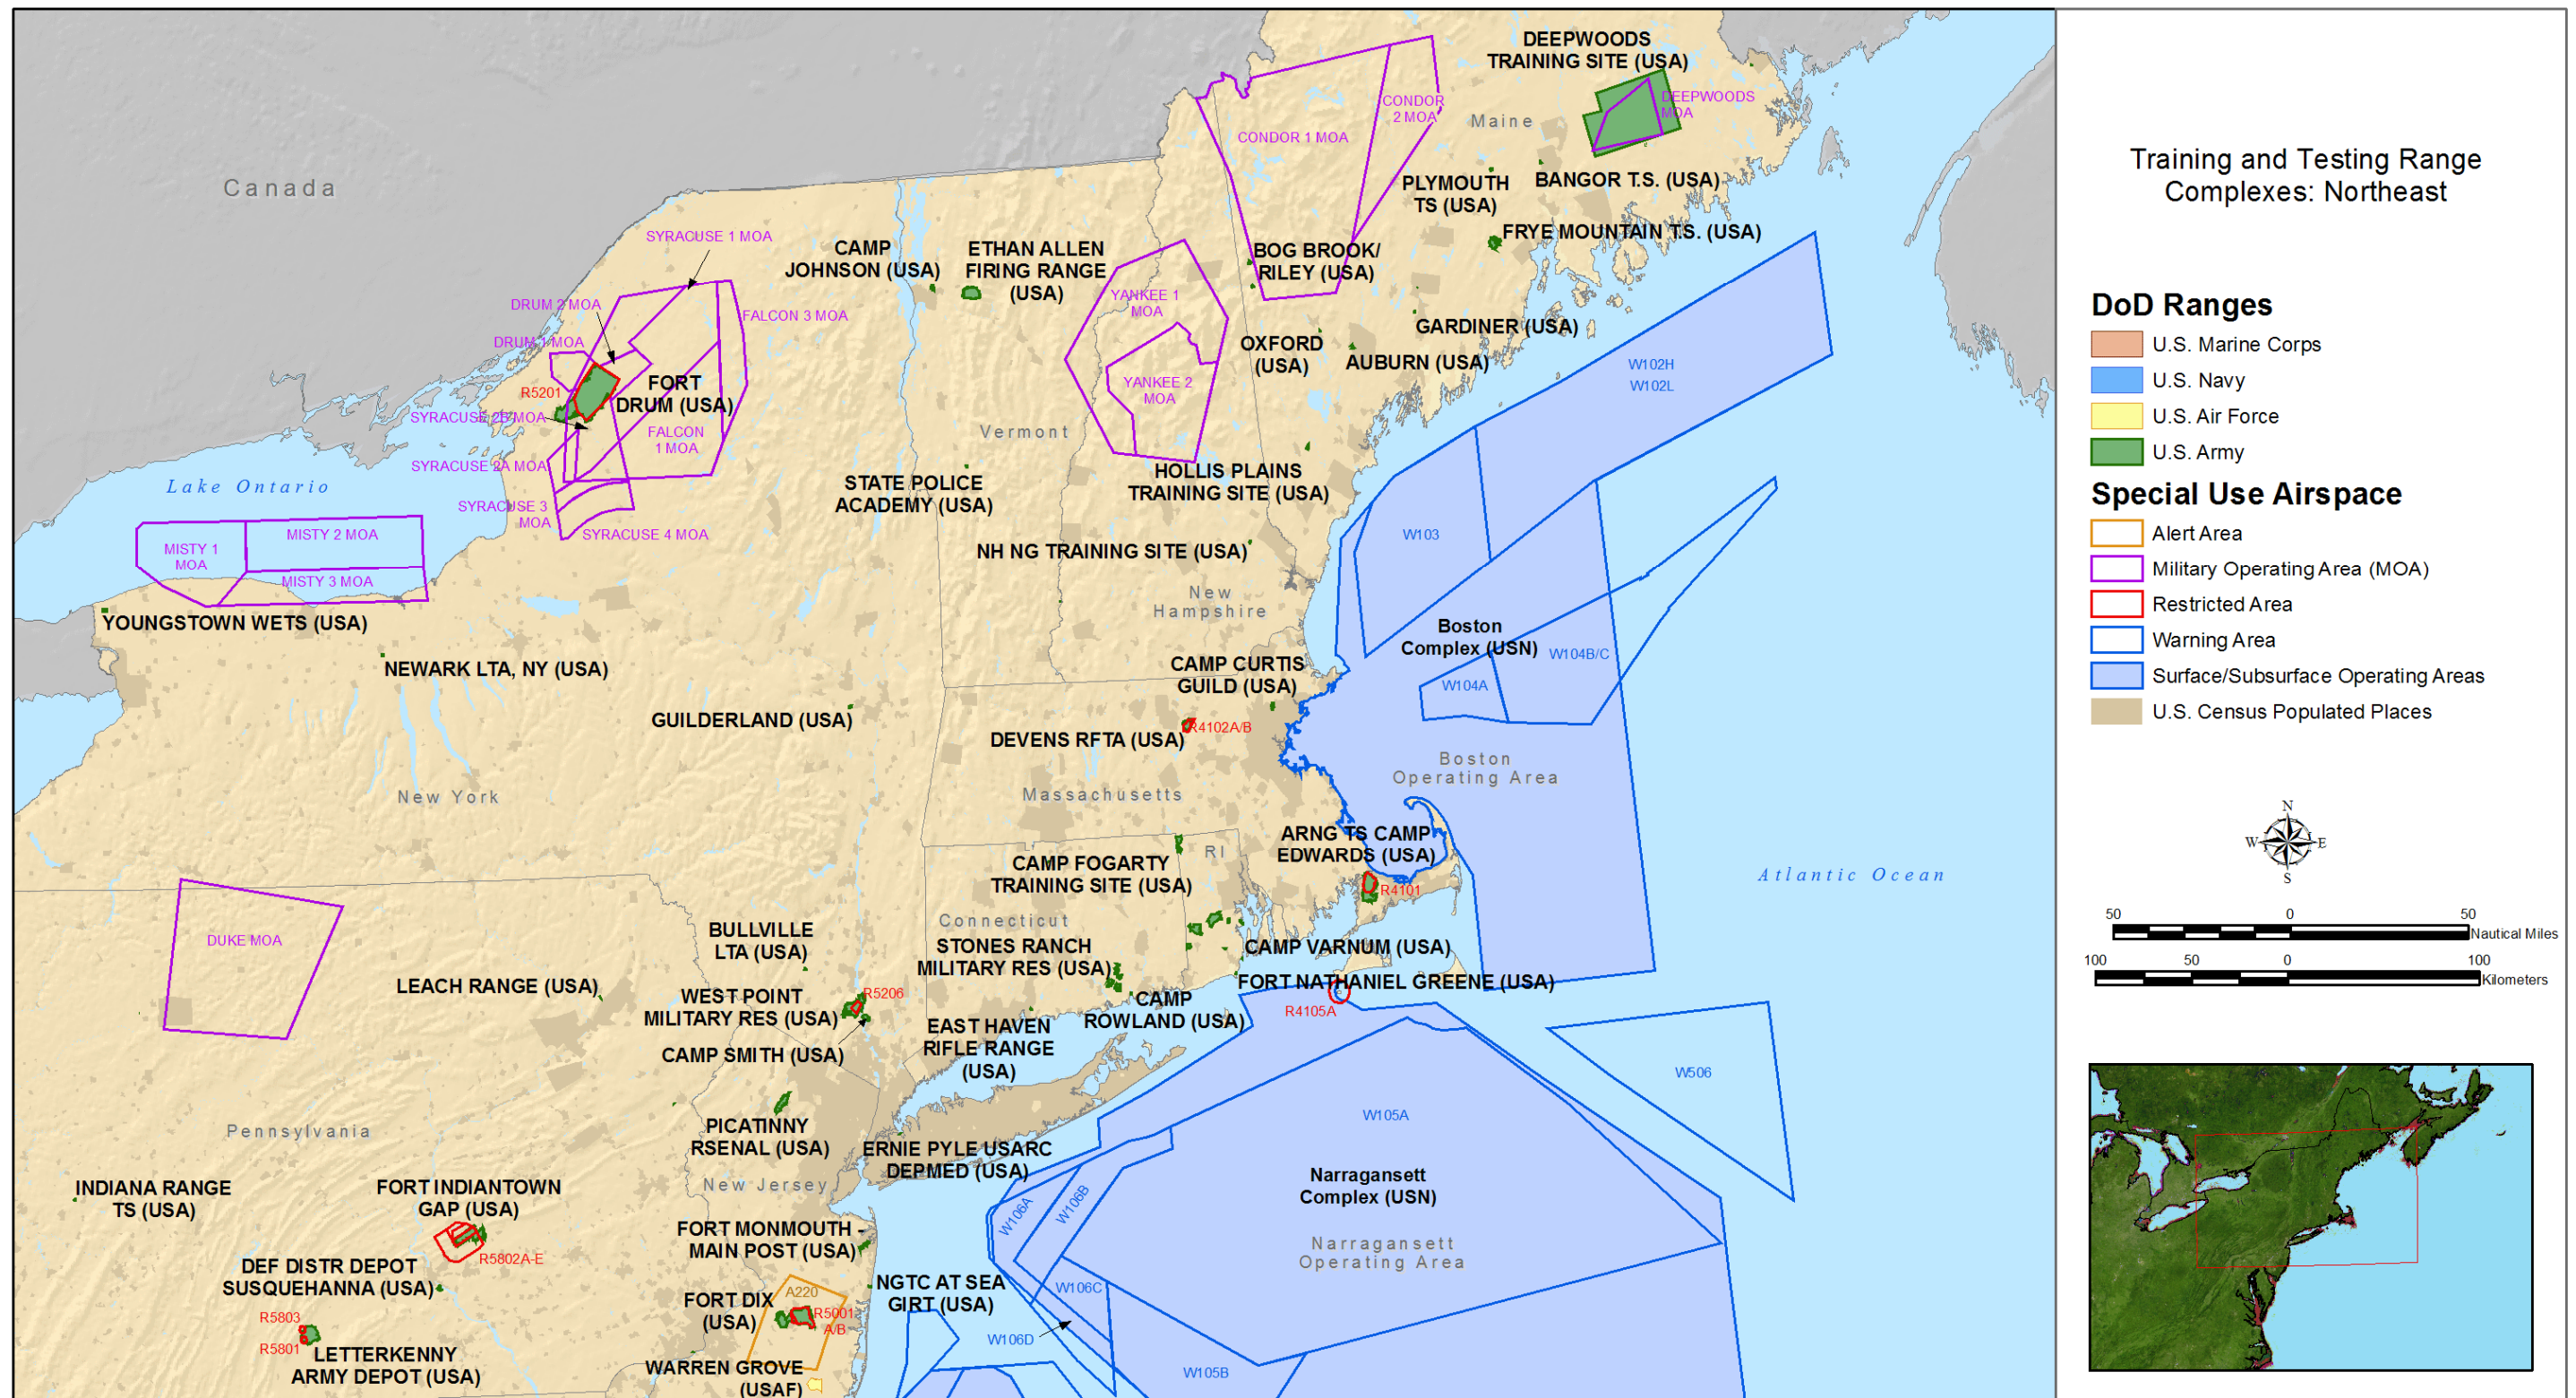 DEEPWOODS
TRAINING SITE (USA)
DEEPWOODS
MOA
CONDOR
2 MOA
CONDOR 1 MOA
Maine
Canada
PLYMOUTH
TS (USA)
BANGOR T.S. (USA)
FRYE MOUNTAIN T.S. (USA)
SYRACUSE 1 MOA
CAMP
JOHNSON (USA)
ETHAN ALLEN
FIRING RANGE
(USA)
BOG BROOK/
RILEY (USA)
DRUM 2 MOA
FALCON 3 MOA
YANKEE 1
MOA
DRUM 1 MOA
GARDINER (USA)
OXFORD
(USA)
AUBURN (USA)
W102H
W102L
R5201
FORT
DRUM (USA)
YANKEE 2
MOA
SYRACUSE 2B MOA
FALCON
1 MOA
Vermont
SYRACUSE 2A MOA
HOLLIS PLAINS
TRAINING SITE (USA)
Lake Ontario
STATE POLICE
ACADEMY (USA)
SYRACUSE 3
MOA
SYRACUSE 4 MOA
MISTY 1
MOA
MISTY 2 MOA
MISTY 3 MOA
NH NG TRAINING SITE (USA)
W103
New
Hampshire
YOUNGSTOWN WETS (USA)
Boston
Complex (USN)
W104B/C
W104A
NEWARK LTA, NY (USA)
CAMP CURTIS
GUILD (USA)
GUILDERLAND (USA)
R4102A/B
DEVENS RFTA (USA)
Boston
Operating Area
New York
Massachusetts
ARNG TS CAMP
EDWARDS (USA)
RI
CAMP FOGARTY
TRAINING SITE (USA)
R4101
Atlantic Ocean
Connecticut
DUKE MOA
BULLVILLE
LTA (USA)
STONES RANCH
MILITARY RES (USA)
CAMP VARNUM (USA)
FORT NATHANIEL GREENE (USA)
LEACH RANGE (USA)
R5206
WEST POINT
MILITARY RES (USA)
CAMP
ROWLAND (USA)
R4105A
EAST HAVEN
RIFLE RANGE
(USA)
CAMP SMITH (USA)
W506
W105A
Pennsylvania
PICATINNY
RSENAL (USA)
ERNIE PYLE USARC
DEPMED (USA)
New Jersey
Narragansett
Complex (USN)
INDIANA RANGE
TS (USA)
FORT INDIANTOWN
GAP (USA)
W106A
W106B
FORT MONMOUTH -
MAIN POST (USA)
Narragansett
Operating Area
R5802A-E
DEF DISTR DEPOT
SUSQUEHANNA (USA)
A220
NGTC AT SEA
GIRT (USA)
W106C
FORT DIX
(USA)
R5001
A/B
R5803
R5801
W106D
LETTERKENNY
ARMY DEPOT (USA)
WARREN GROVE
(USAF)
W105B
Training and Testing Range
Complexes: Northeast
DoD Ranges
U.S. Marine Corps
U.S. Navy
U.S. Air Force
U.S. Army
Special Use Airspace
Alert Area
Military Operating Area (MOA)
Restricted Area
Warning Area
Surface/Subsurface Operating Areas
U.S. Census Populated Places
N
W E
S
50 0 50
Nautical Miles
100 50 0 100
Kilometers